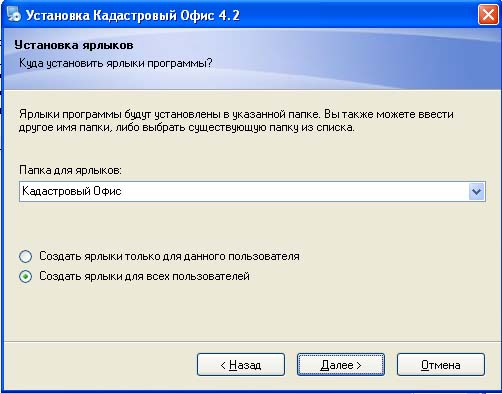 Установка Кадастровый Офис 4.2
Установка ярлыков
Куда установить ярлыки программы?
Ярлыки программы будут установлены в указанной папке. Вы также можете ввести
другое имя папки, либо выбрать существующую папку из списка.
Папка для ярлыков:
Кадастровый Офис
Создать ярлыки только для данного пользователя
Создать ярлыки для всех пользователей
< Назад
Далее >
Отмена